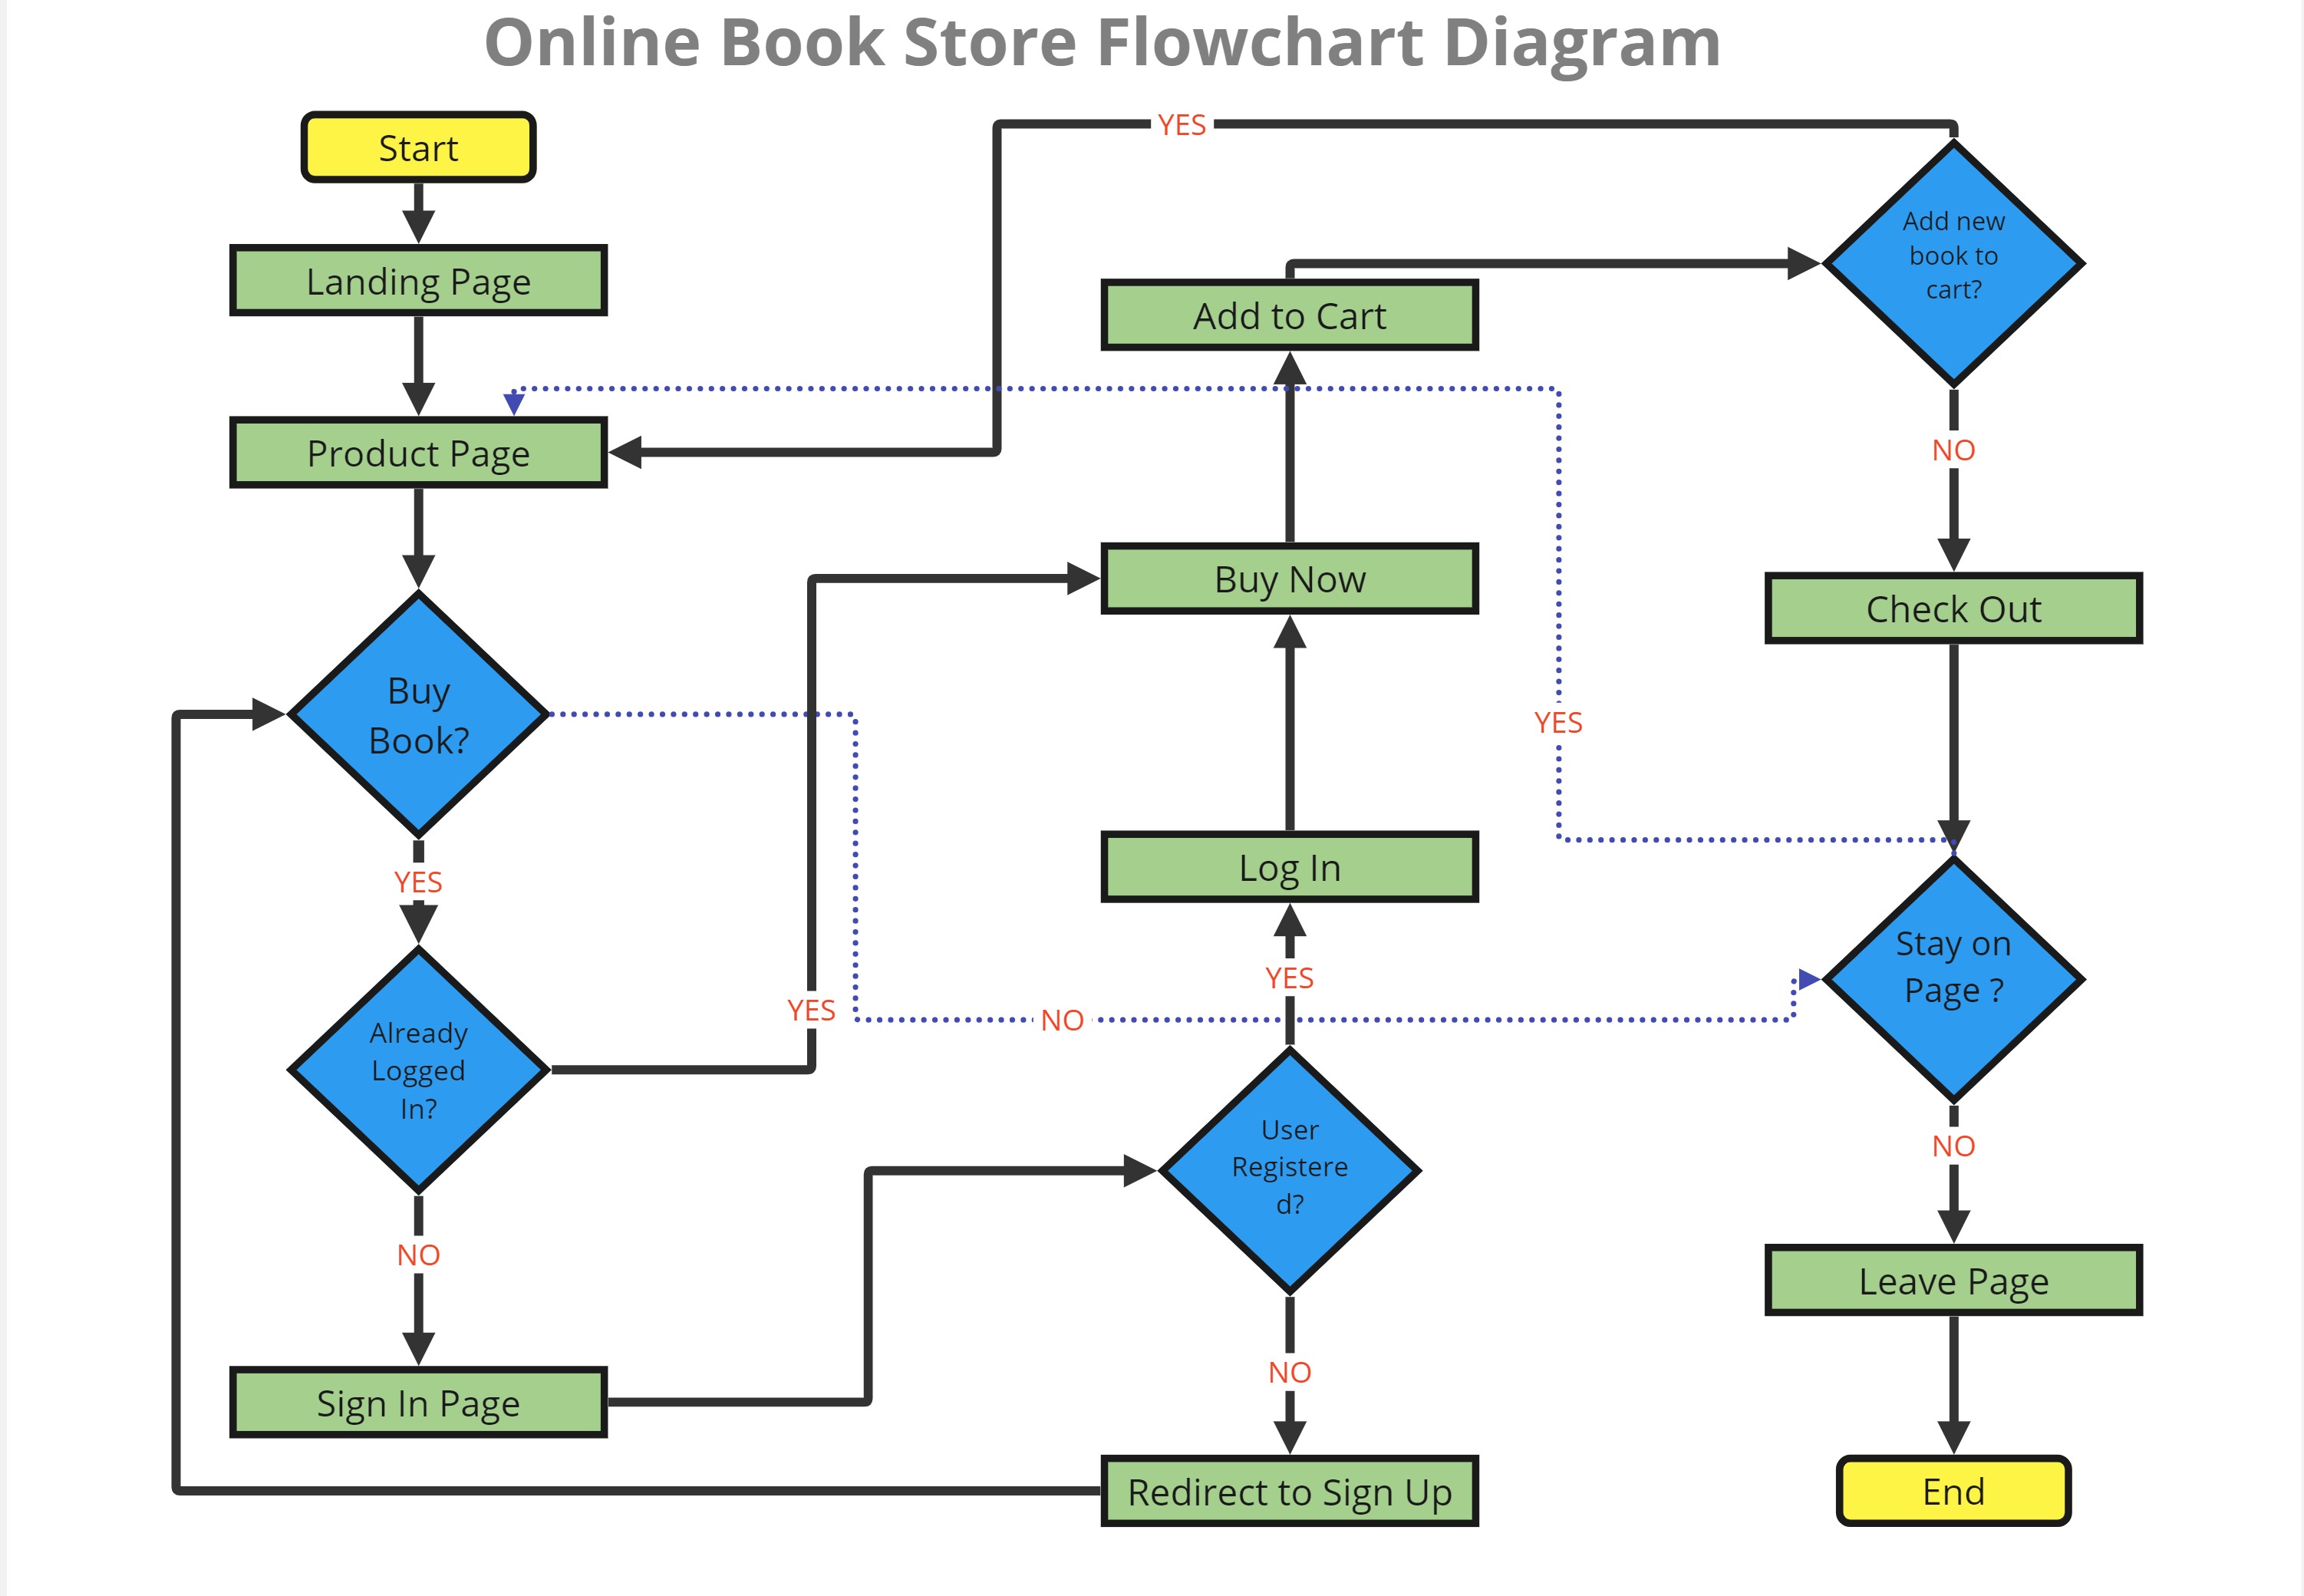 Online Book Store Flowchart Diagram
Start
Landing Page
Product Page
Buy
Book?
YES
Already
Logged
In?
NO
Sign In Page
YES
YES
Add to Cart
Buy Now
Log In
YES
NO
User
Registere
d?
NO
Redirect to Sign Up
Add new
book to
cart?
NO
Check Out
YES
Stay on
Page ?
NO
Leave Page
End